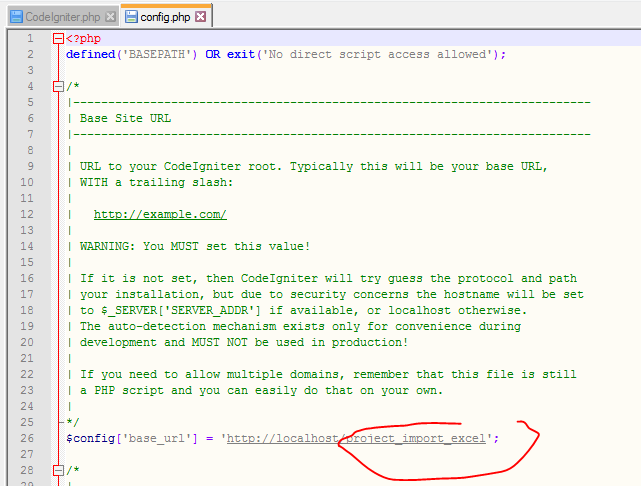 CodeIgniter.php config.php
1 <?php
2 defined('BASEPATH') OR exit('No direct script access allowed');
3
4 /*
5 |--------------------------------------------------------------------------
6 | Base Site URL
7 |--------------------------------------------------------------------------
8 |
9 | URL to your CodeIgniter root. Typically this will be your base URL,
10 | WITH a trailing slash:
11 |
12 | http://example.com/
13 |
14 | WARNING: You MUST set this value!
15 |
16 | If it is not set, then CodeIgniter will try guess the protocol and path
17 | your installation, but due to security concerns the hostname will be set
18 | to $_SERVER['SERVER_ADDR'] if available, or localhost otherwise.
19 | The auto-detection mechanism exists only for convenience during
20 | development and MUST NOT be used in production!
21 |
22 | If you need to allow multiple domains, remember that this file is still
23 | a PHP script and you can easily do that on your own.
24 |
25 */
26 $config['base_url'] = 'http://localhost/project_import_excel';
27
28 /*